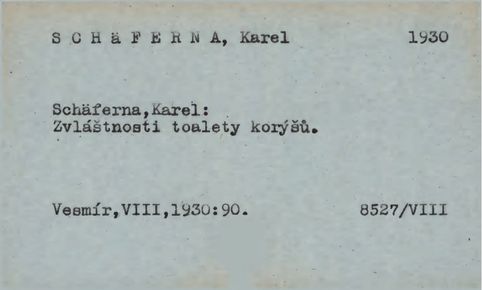 S C H ä F E R N A, Karel 1930
Schäferna,Karel:
Zvláštnosti toalety korýšů.
Vesmír,VIII,1930:90. 8527/VIII